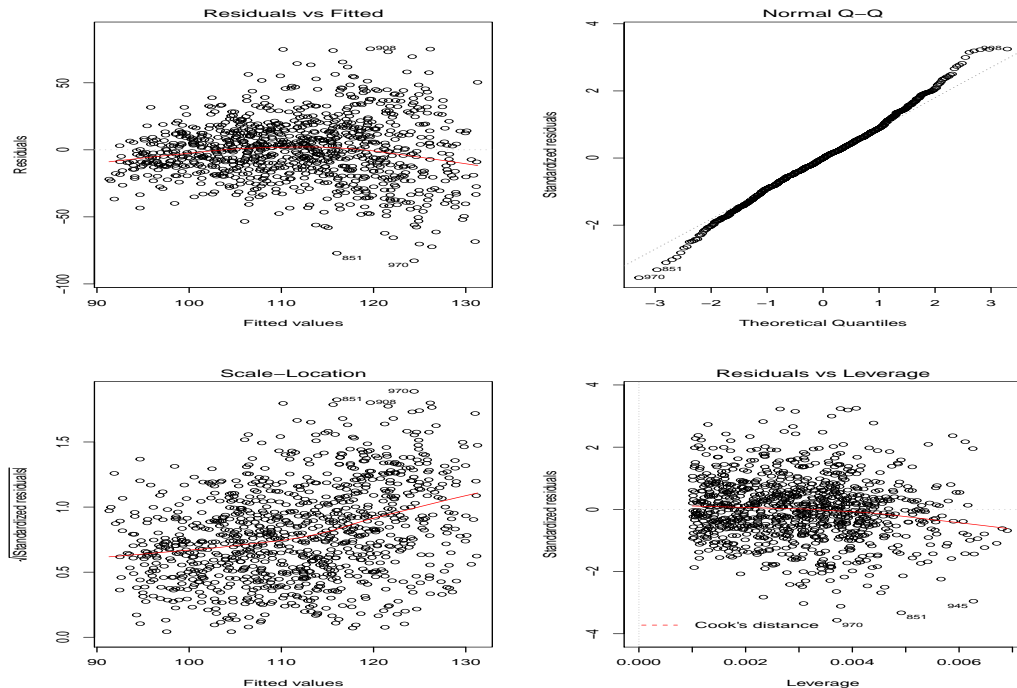 Residuals vs Fitted
Residuals
50
0
−50
−100
908
851
970
90 100 110 120 130
Fitted values
Normal Q−Q
Standardized residuals
4
2
0
−2
908
851
970
−3 −2 −1 0 1 2 3
Theoretical Quantiles
Scale−Location
√|Standardized residuals|
1.5
1.0
0.5
0.0
970
851
908
90 100 110 120 130
Fitted values
Residuals vs Leverage
Standardized residuals
4
2
0
−2
−4
945
851
970
Cook's distance
0.000 0.002 0.004 0.006
Leverage